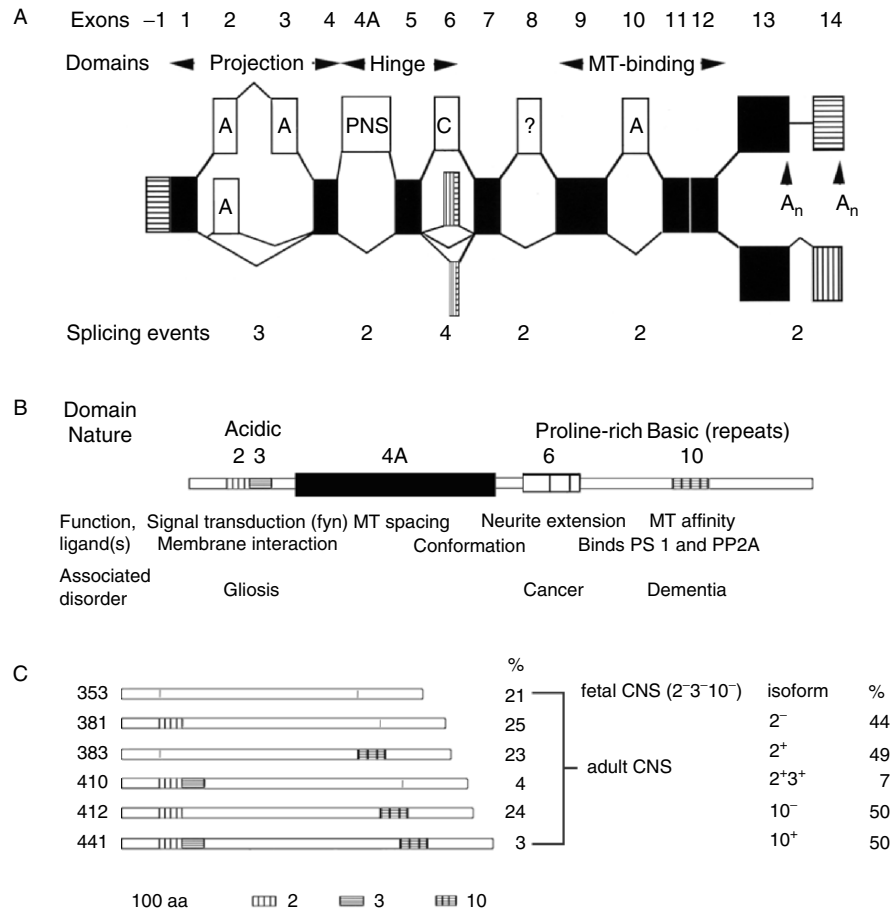 A
Exons –1 1 2 3 4 4A 5 6 7 8 9 10 11 12 13 14
Domains Projection Hinge MT-binding
A A PNS C ? A
A
An An
Splicing events 3 2 4 2 2 2
B
Domain
Nature Acidic Proline-rich Basic (repeats)
2 3 4A 6 10
Function, Signal transduction (fyn) MT spacing Neurite extension MT affinity
ligand(s) Membrane interaction Conformation Binds PS 1 and PP2A
Associated
disorder Gliosis Cancer Dementia
C
% fetal CNS (2⁻3⁻10⁻) isoform %
353 21
381 25 2⁻ 44
383 23 adult CNS 2⁺ 49
410 4 2⁺3⁺ 7
412 24 10⁻ 50
441 3 10⁺ 50
100 aa 2 3 10